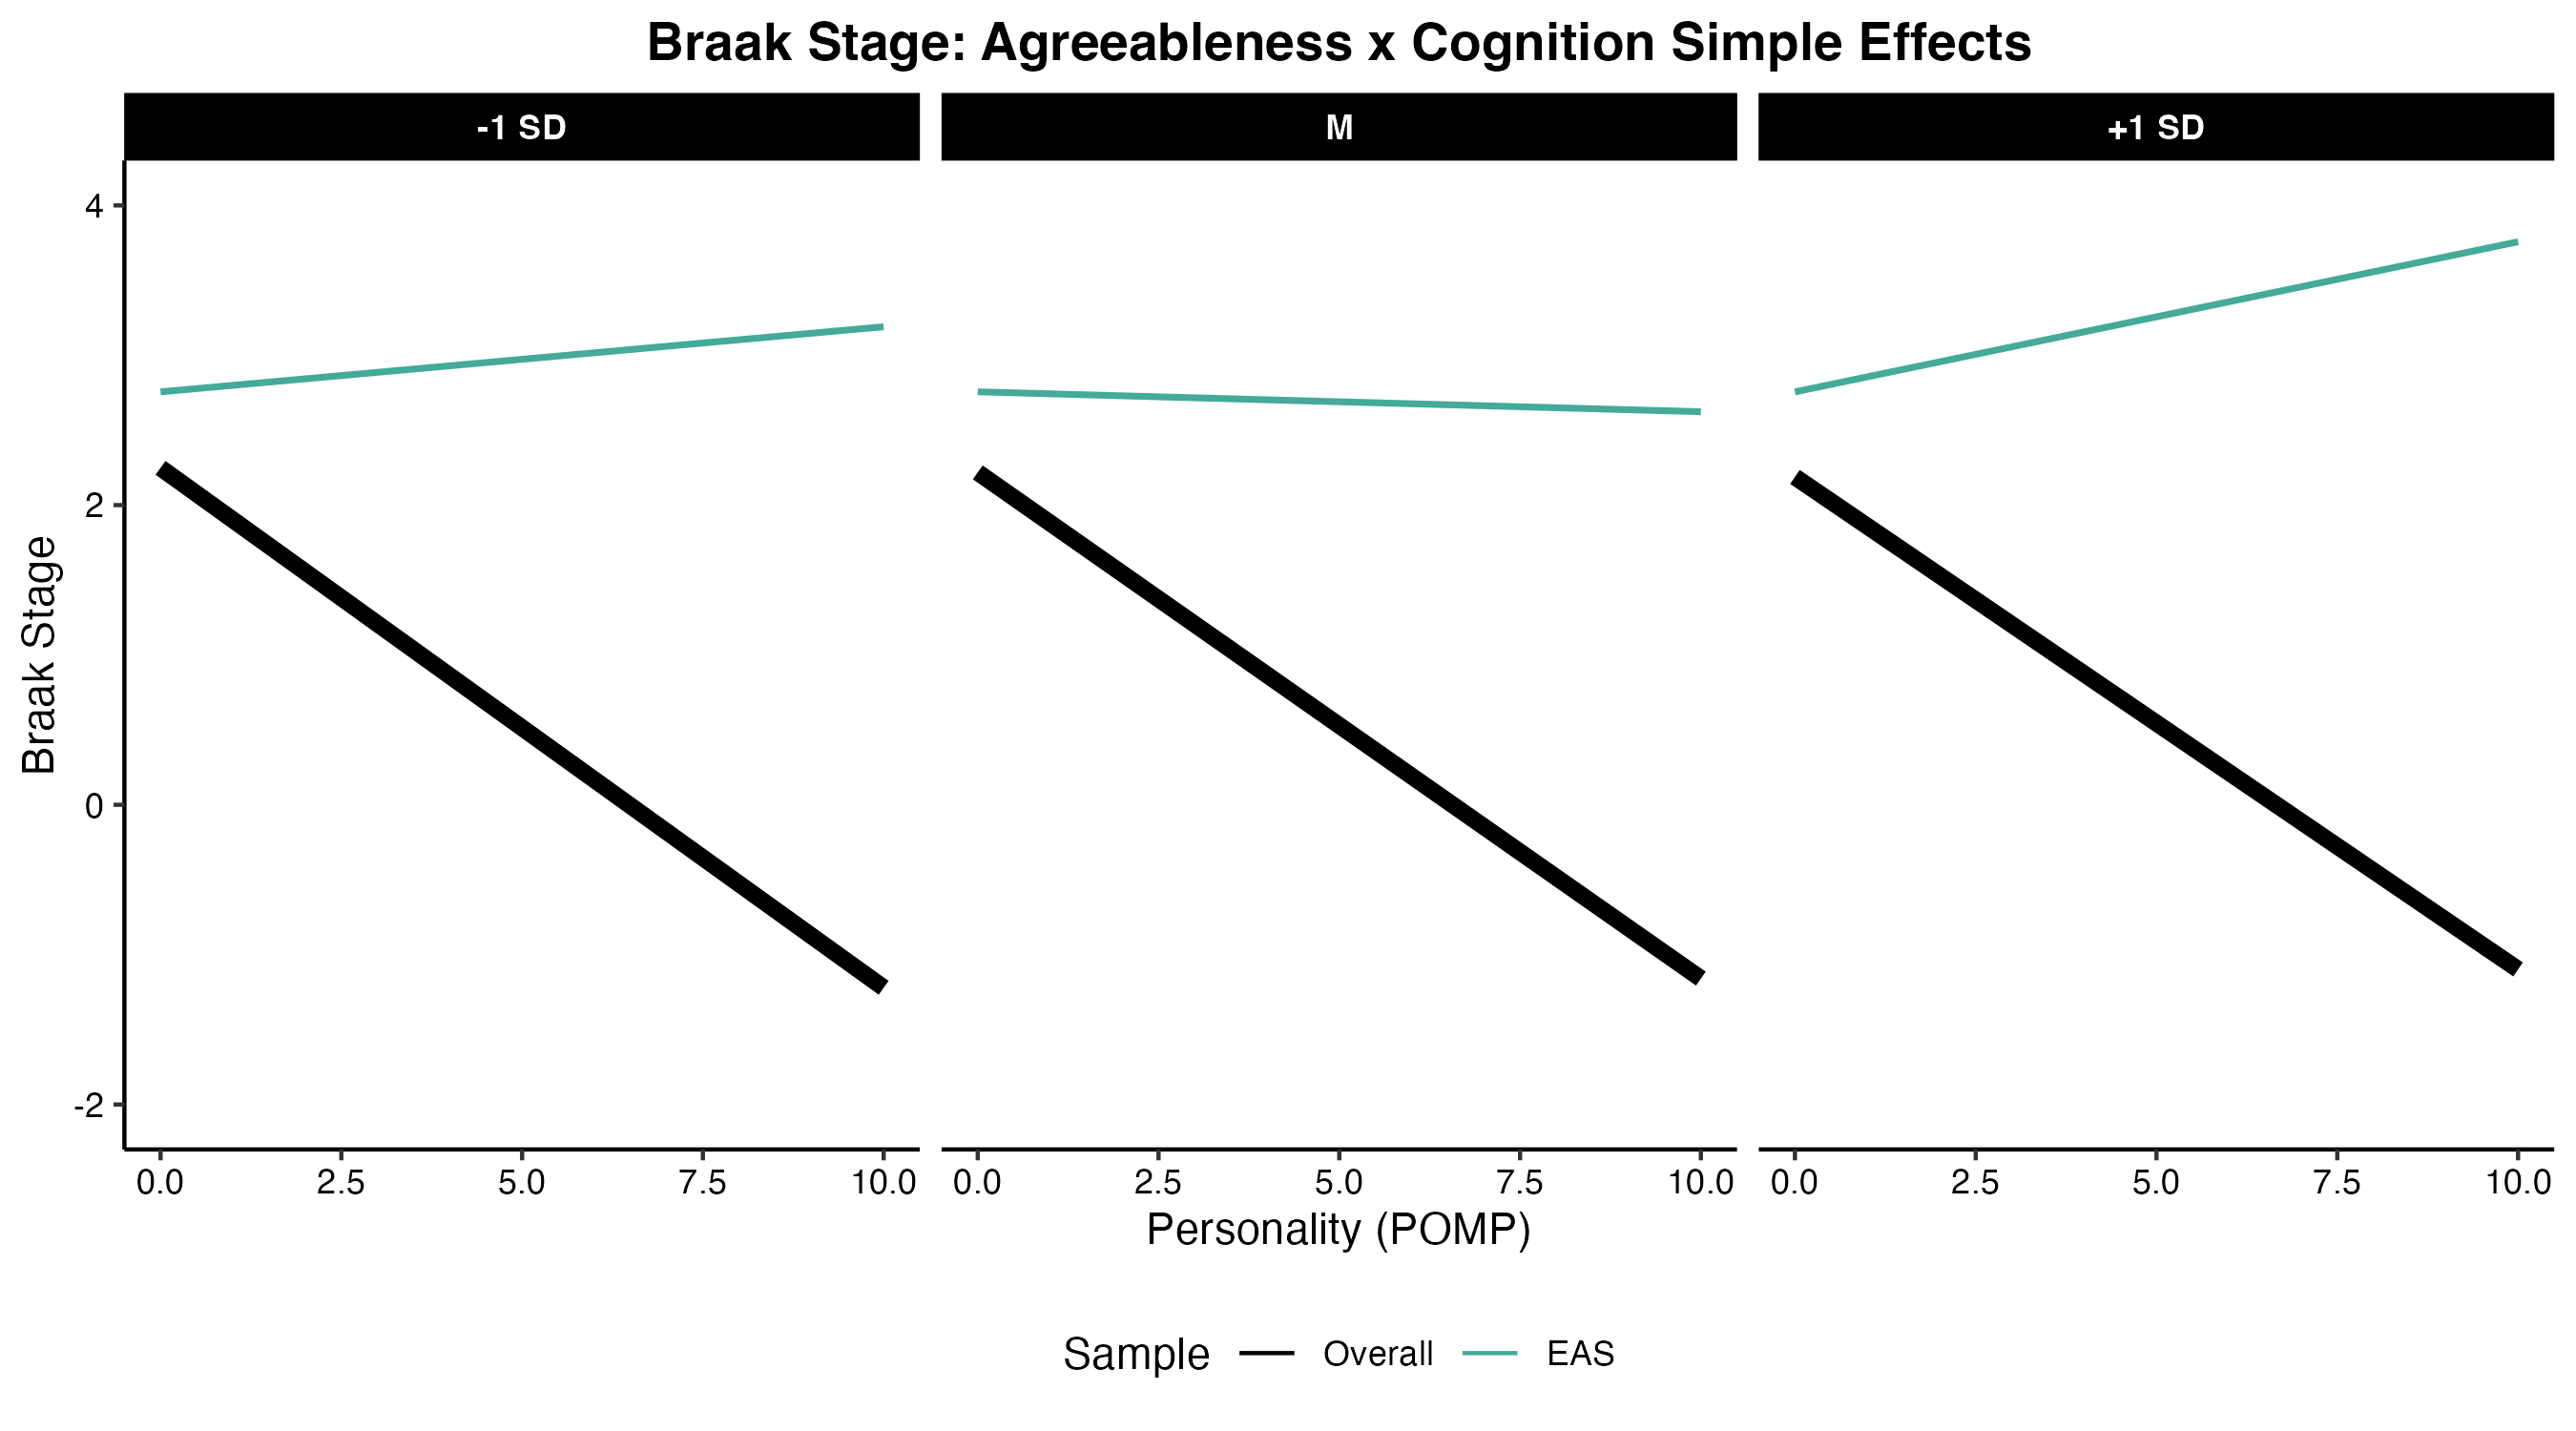 Braak Stage: Agreeableness x Cognition Simple Effects
-1 SD M +1 SD
4
2
0
-2
Braak Stage
0.0 2.5 5.0 7.5 10.0 0.0 2.5 5.0 7.5 10.0 0.0 2.5 5.0 7.5 10.0
Personality (POMP)
Sample Overall EAS